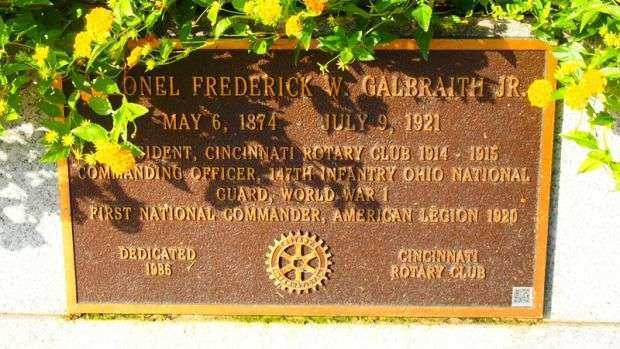 ONEL FREDERICK W. GALBRAITH JR.
MAY 6, 1874 - JULY 9, 1921
SIDENT, CINCINNATI ROTARY CLUB 1914 - 1915
COMMANDING OFFICER, 147TH INFANTRY OHIO NATIONAL
GUARD, WORLD WAR 1
FIRST NATIONAL COMMANDER, AMERICAN LEGION 1920
DEDICATED
1986
CINCINNATI
ROTARY CLUB